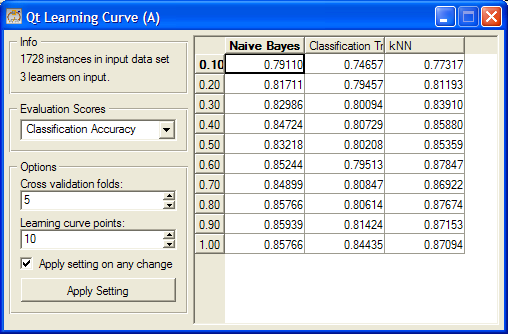 Qt Learning Curve (A)
Info
1728 instances in input data set
3 learners on input.
Evaluation Scores
Classification Accuracy
Options
Cross validation folds:
5
Learning curve points:
10
Apply setting on any change
Apply Setting
Naive Bayes Classification Tr kNN
0.10 0.79110 0.74657 0.77317
0.20 0.81711 0.79457 0.81193
0.30 0.82986 0.80094 0.83910
0.40 0.84724 0.80729 0.85880
0.50 0.83218 0.80208 0.85359
0.60 0.85244 0.79513 0.87847
0.70 0.84899 0.80847 0.86922
0.80 0.85766 0.80614 0.87674
0.90 0.85939 0.81424 0.87153
1.00 0.85766 0.84435 0.87094